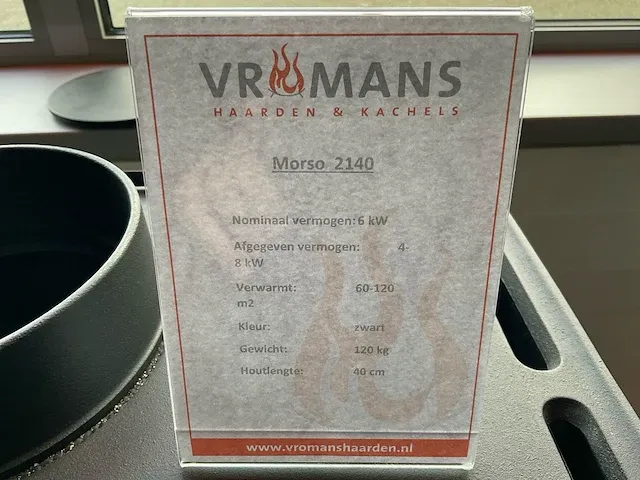 VROMANS
HAARDEN & KACHELS
Morso 2140
Nominaal vermogen: 6 kW
Afgegeven vermogen: 4-
8 kW
Verwarmt: 60-120
m2
Kleur: zwart
Gewicht: 120 kg
Houtlengte: 40 cm
www.vromanshaarden.nl